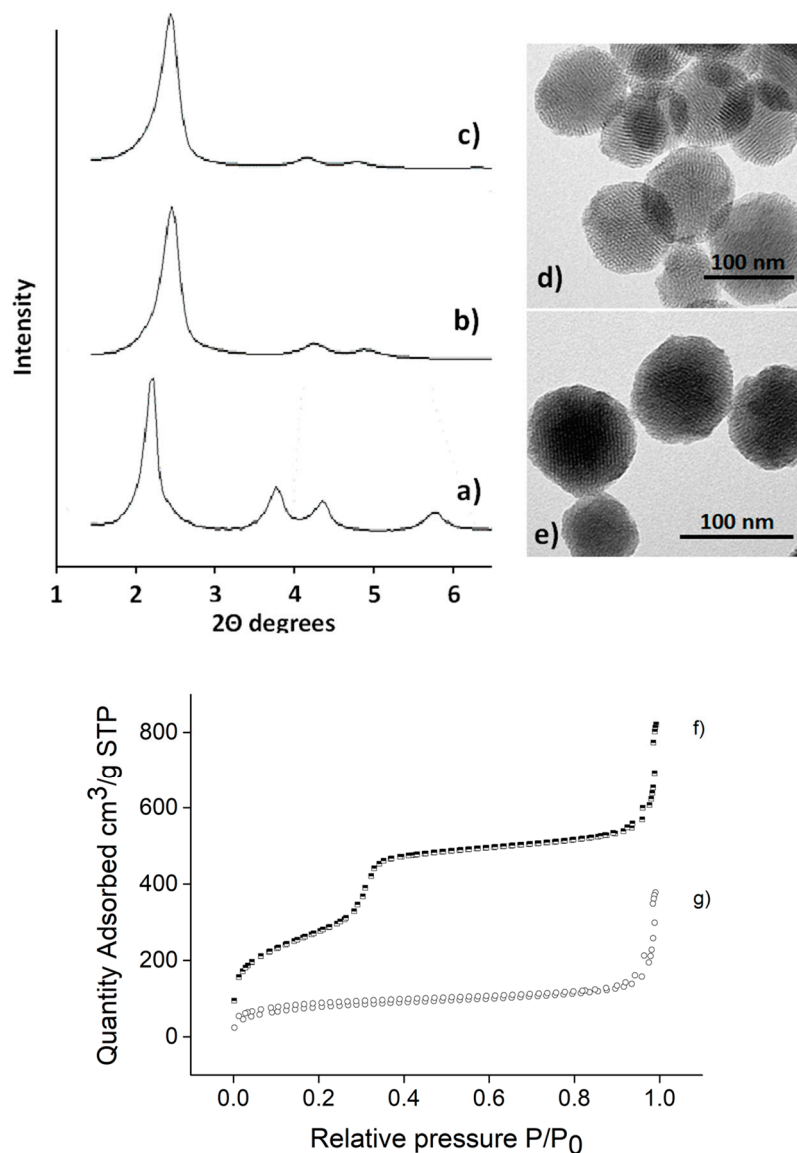 c)
b)
a)
Intensity
1 2 3 4 5 6
2Θ degrees
d)
100 nm
e)
100 nm
800
600
400
200
0
Quantity Adsorbed cm³/g STP
f)
g)
0.0 0.2 0.4 0.6 0.8 1.0
Relative pressure P/P₀